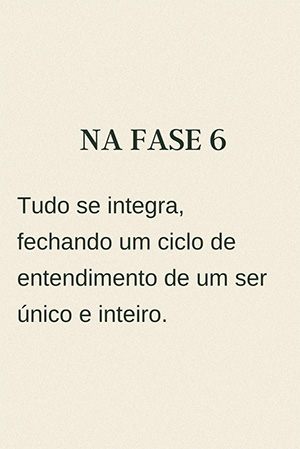 NA FASE 6
Tudo se integra,
fechando um ciclo de
entendimento de um ser
único e inteiro.